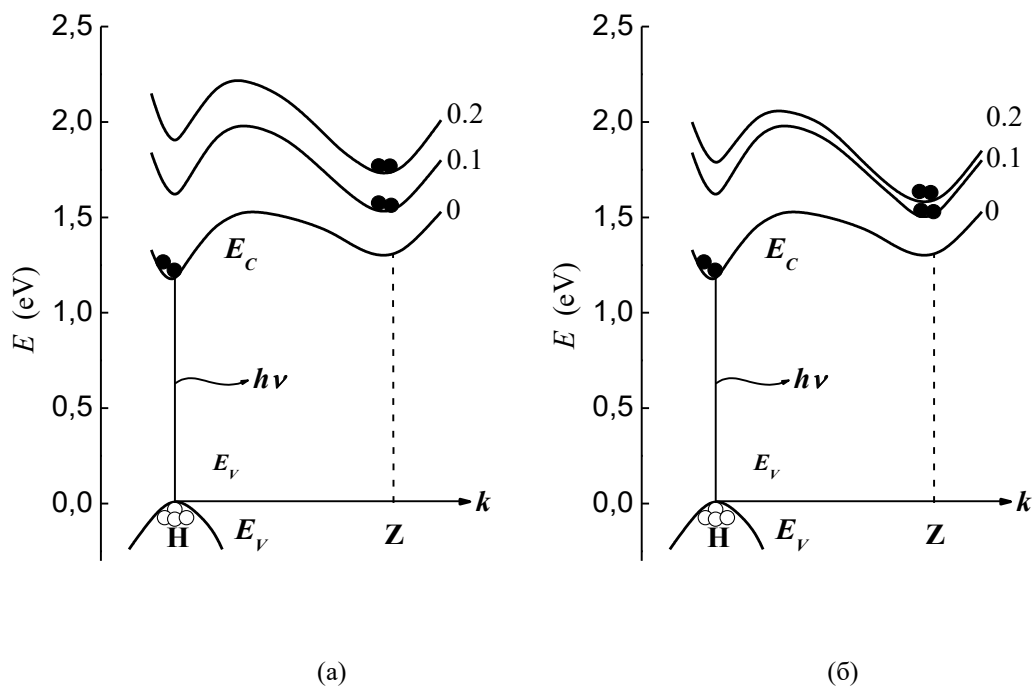 2,5
2,0
1,5
1,0
0,5
0,0
E (eV)
0.2
0.1
0
E_C
hν
E_V
k
H
E_V
Z
(а)
2,5
2,0
1,5
1,0
0,5
0,0
E (eV)
0.2
0.1
0
E_C
hν
E_V
k
H
E_V
Z
(б)